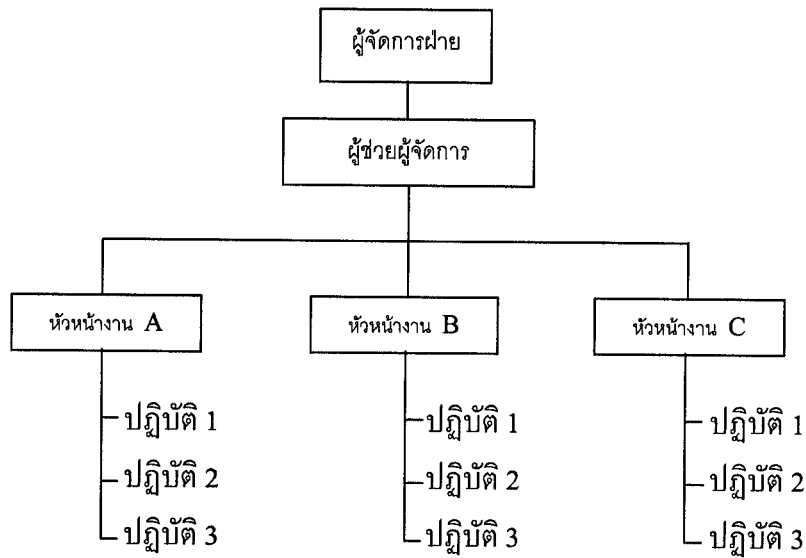 ผู้จัดการฝ่าย
ผู้ช่วยผู้จัดการ
หัวหน้างาน A
หัวหน้างาน B
หัวหน้างาน C
ปฏิบัติ 1
ปฏิบัติ 2
ปฏิบัติ 3
ปฏิบัติ 1
ปฏิบัติ 2
ปฏิบัติ 3
ปฏิบัติ 1
ปฏิบัติ 2
ปฏิบัติ 3